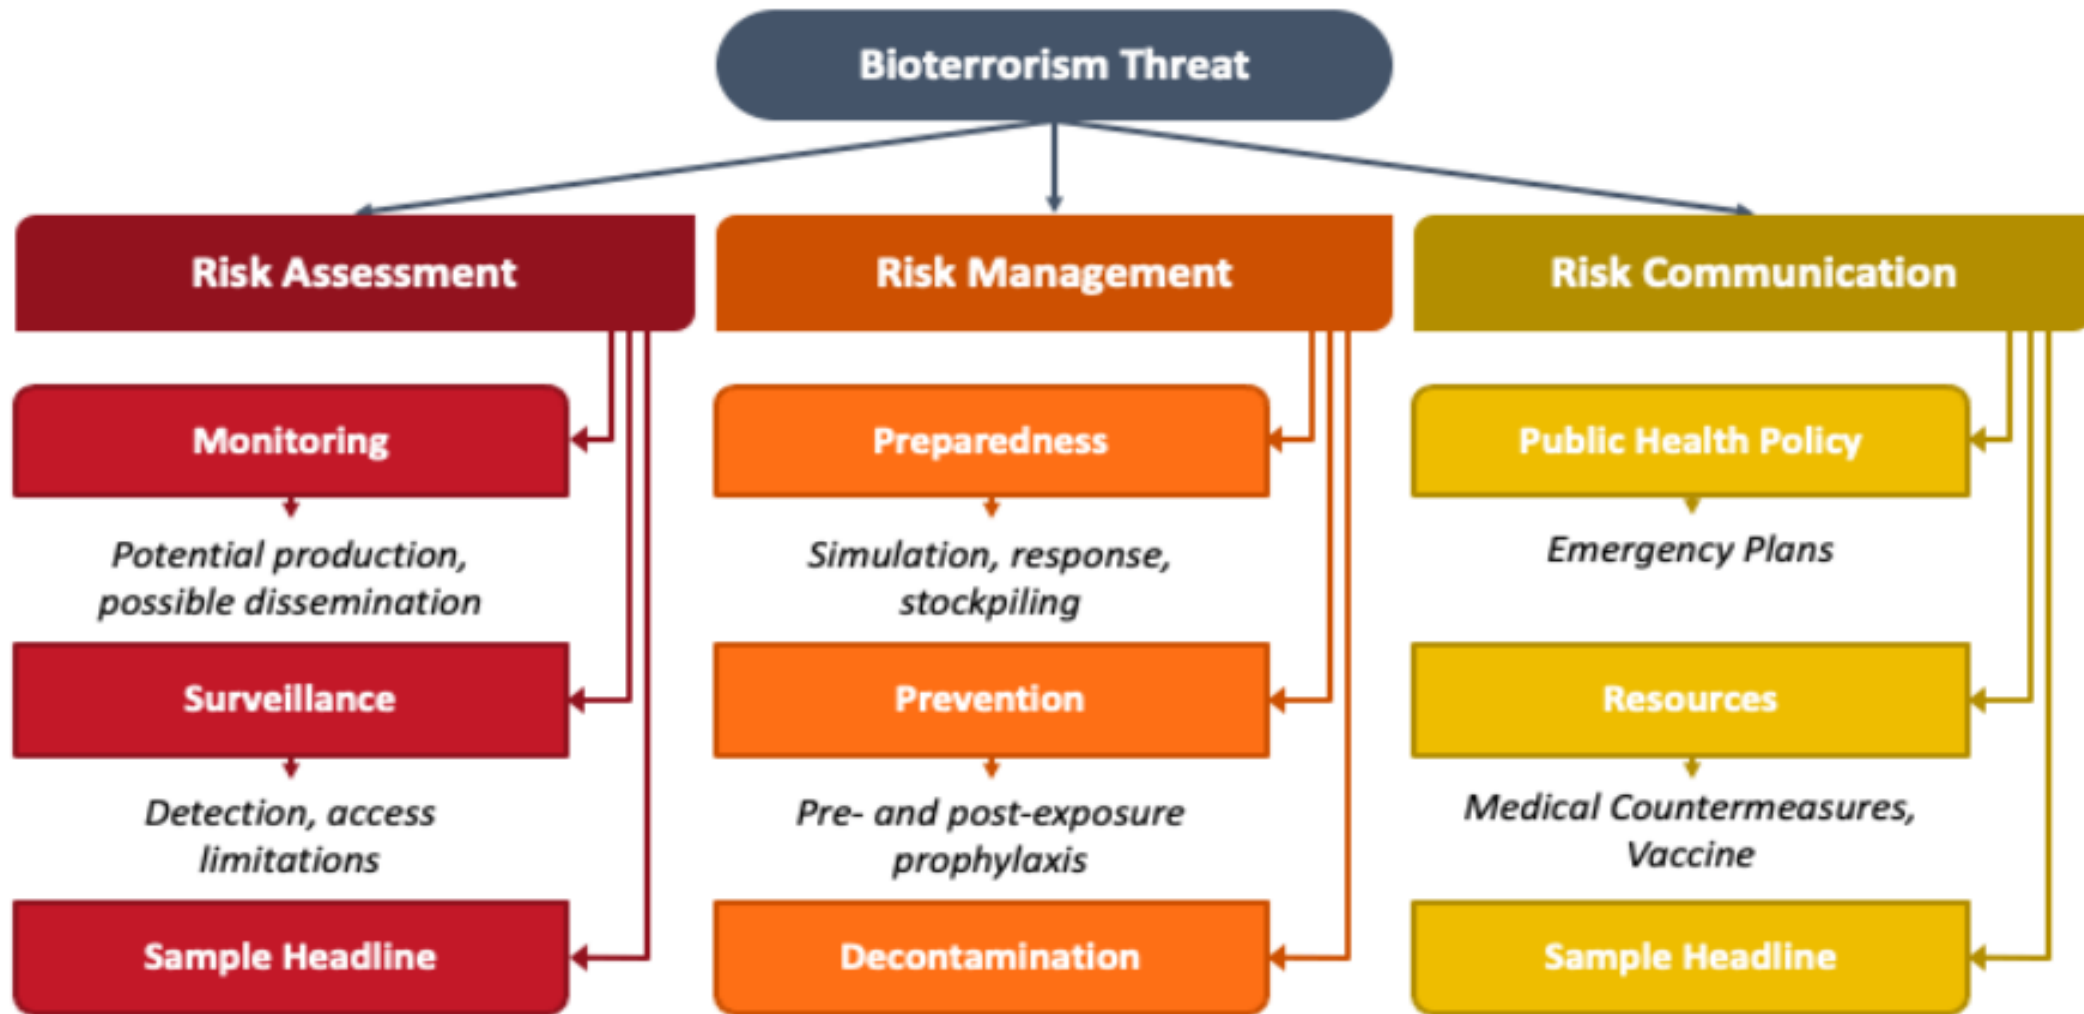 Bioterrorism Threat
Risk Assessment
Monitoring
Potential production,
possible dissemination
Surveillance
Detection, access
limitations
Sample Headline
Risk Management
Preparedness
Simulation, response,
stockpiling
Prevention
Pre- and post-exposure
prophylaxis
Decontamination
Risk Communication
Public Health Policy
Emergency Plans
Resources
Medical Countermeasures,
Vaccine
Sample Headline